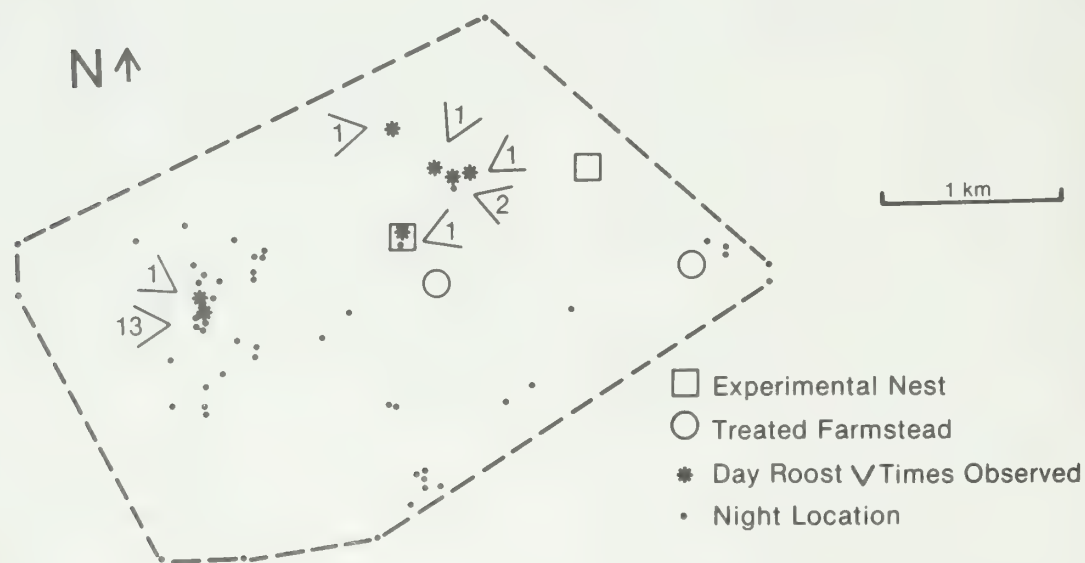 N
1
1
1
2
1
1
13
1 km
Experimental Nest
Treated Farmstead
Day Roost V Times Observed
Night Location